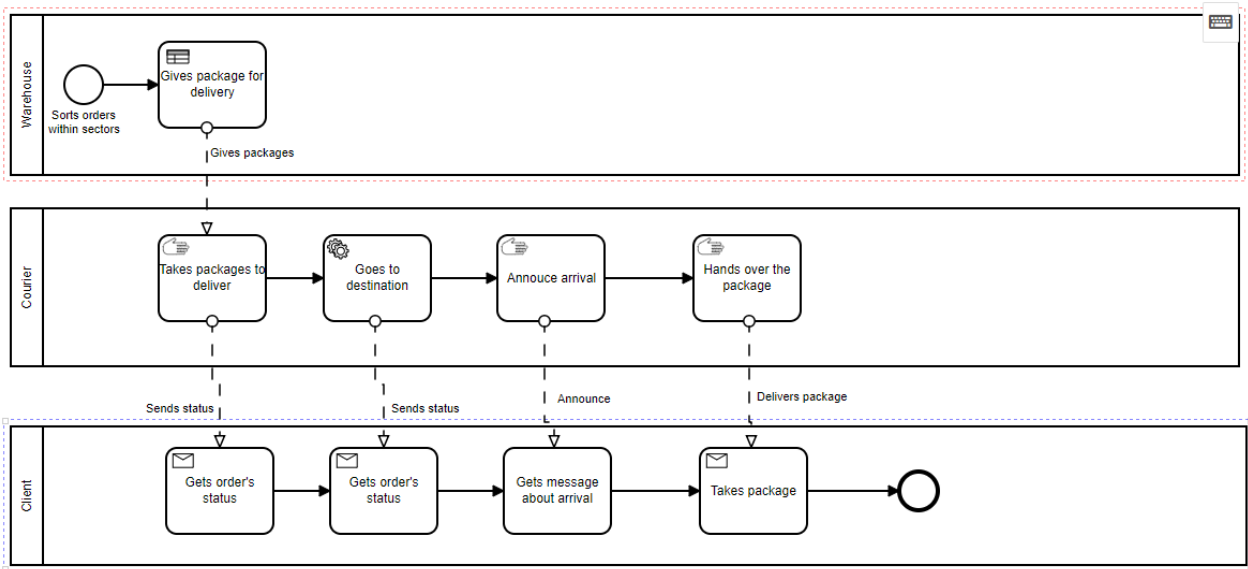 Warehouse
Gives package for
delivery
Sorts orders
within sectors
Gives packages
Courier
Takes packages to
deliver
Goes to
destination
Annouce arrival
Hands over the
package
Sends status
Sends status
Announce
Delivers package
Client
Gets order's
status
Gets order's
status
Gets message
about arrival
Takes package